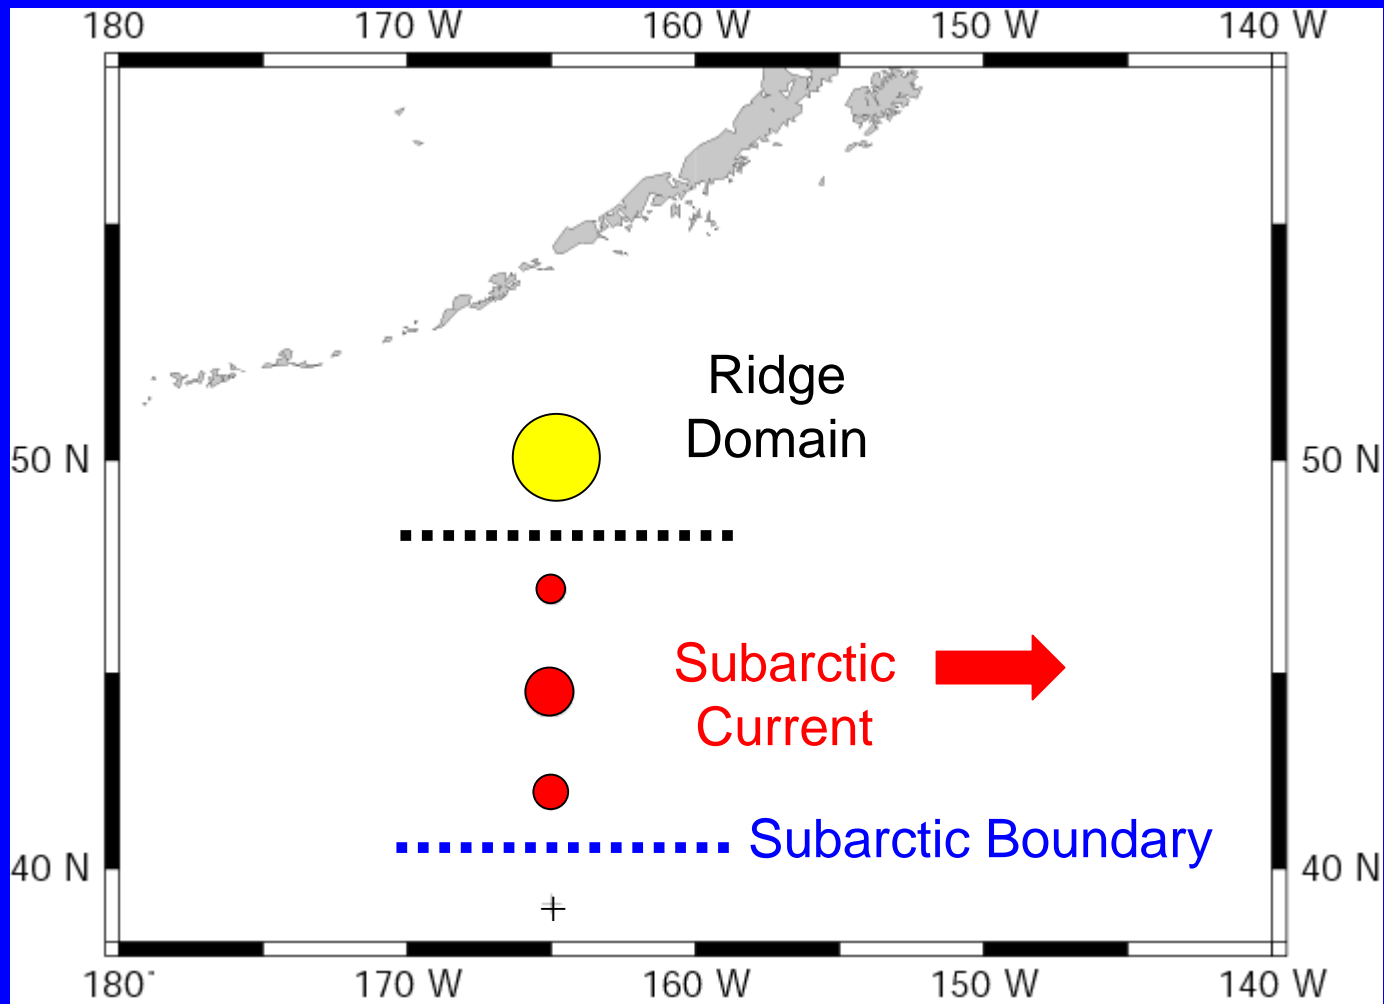 180 170 W 160 W 150 W 140 W
Ridge
Domain
50 N 50 N
Subarctic
Current
Subarctic Boundary
40 N 40 N
180 170 W 160 W 150 W 140 W